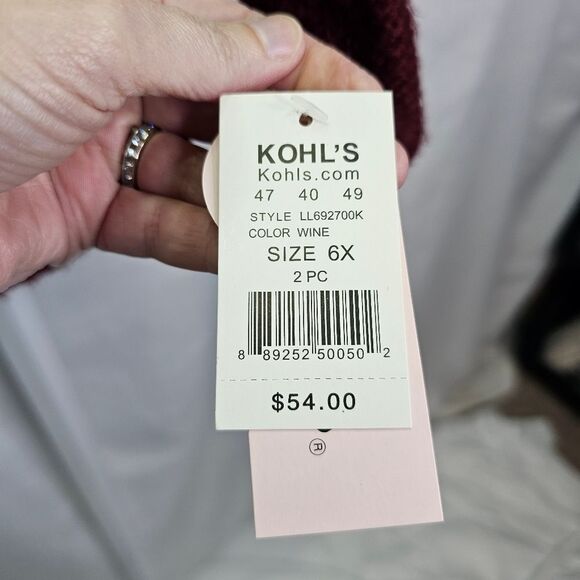 KOHL'S
Kohls.com
47 40 49
STYLE LL692700K
COLOR WINE
SIZE 6X
2 PC
8 89252 50050 2
$54.00
®